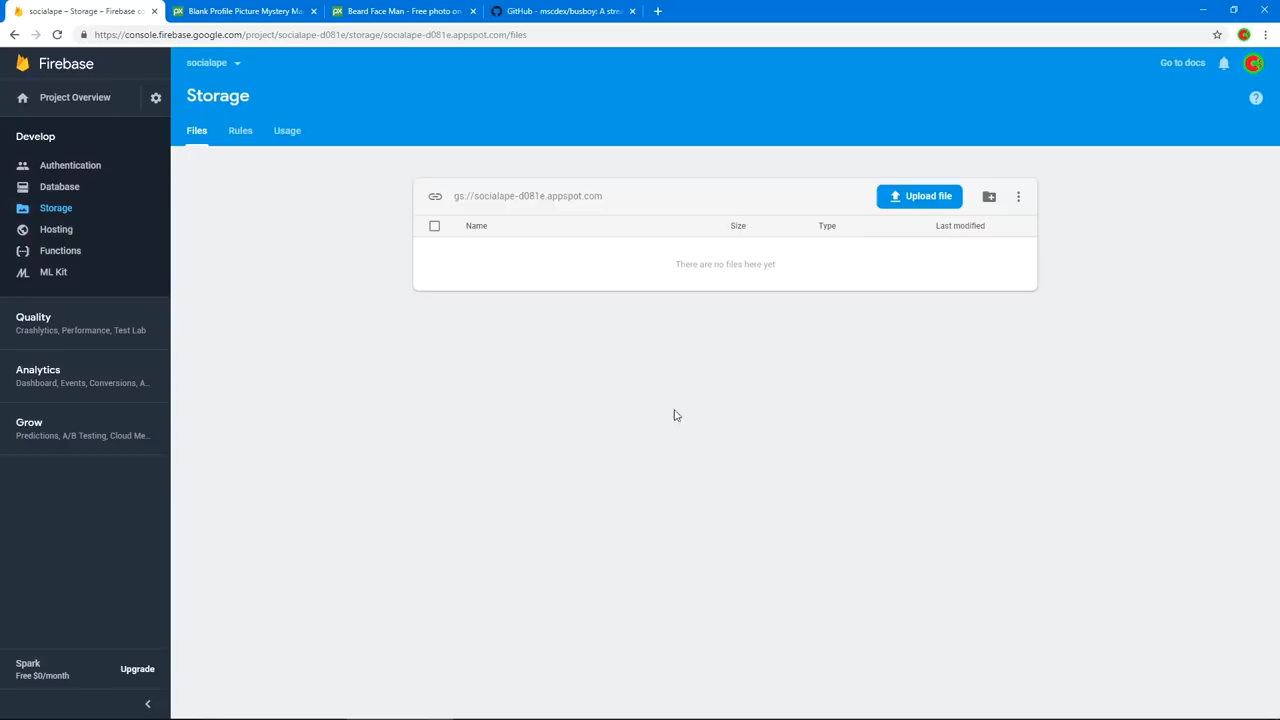 socialape – Storage – Firebase co
Blank Profile Picture Mystery Ma
Beard Face Man - Free photo on
GitHub - mscdex/busboy: A strea
https://console.firebase.google.com/project/socialape-d081e/storage/socialape-d081e.appspot.com/files
Firebase
socialape
Go to docs
Project Overview
Storage
Files
Rules
Usage
Develop
Authentication
Database
Storage
Hosting
Functions
ML Kit
gs://socialape-d081e.appspot.com
Upload file
Name
Size
Type
Last modified
There are no files here yet
Quality
Crashlytics, Performance, Test Lab
Analytics
Dashboard, Events, Conversions, A...
Grow
Predictions, A/B Testing, Cloud Me...
Spark
Free $0/month
Upgrade